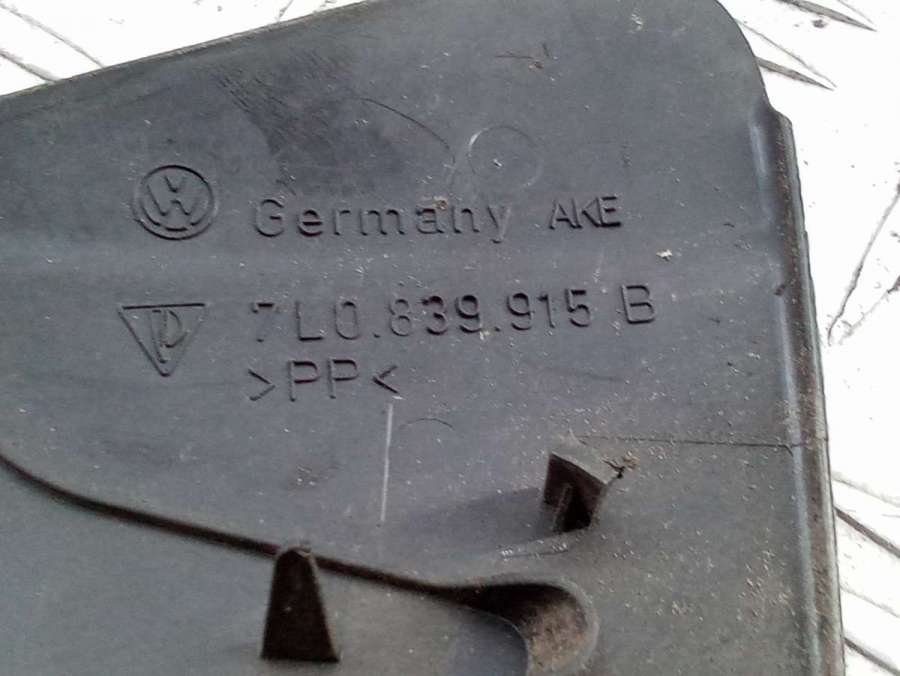 Germany AKE
7L0.839.915 B
>PP<